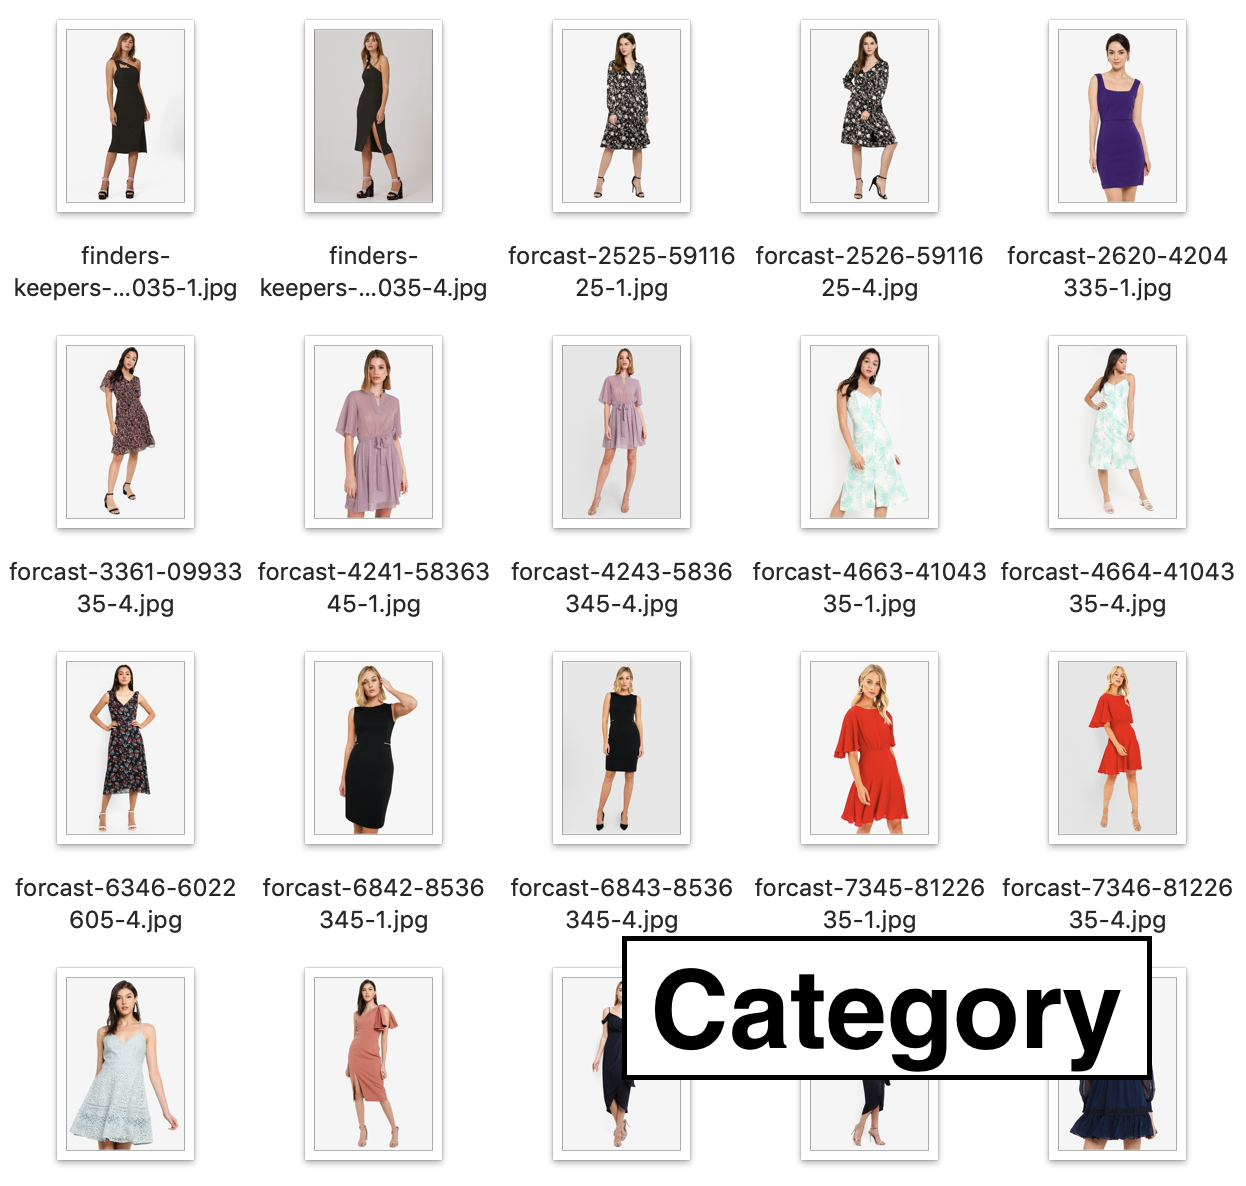 finders-
keepers-...035-1.jpg
finders-
keepers-...035-4.jpg
forcast-2525-59116
25-1.jpg
forcast-2526-59116
25-4.jpg
forcast-2620-4204
335-1.jpg
forcast-3361-09933
35-4.jpg
forcast-4241-58363
45-1.jpg
forcast-4243-5836
345-4.jpg
forcast-4663-41043
35-1.jpg
forcast-4664-41043
35-4.jpg
forcast-6346-6022
605-4.jpg
forcast-6842-8536
345-1.jpg
forcast-6843-8536
345-4.jpg
forcast-7345-81226
35-1.jpg
forcast-7346-81226
35-4.jpg
Category